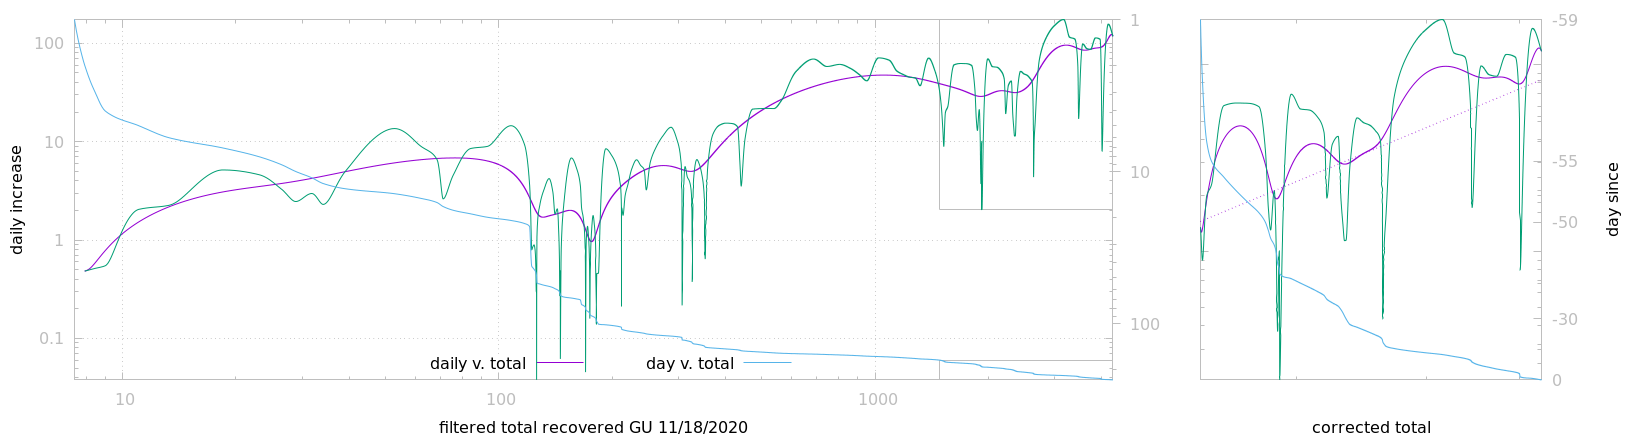 100
10
1
0.1
daily increase
10
100
1000
filtered total recovered GU 11/18/2020
daily v. total
day v. total
1
10
100
-59
-55
-50
-30
0
day since
corrected total